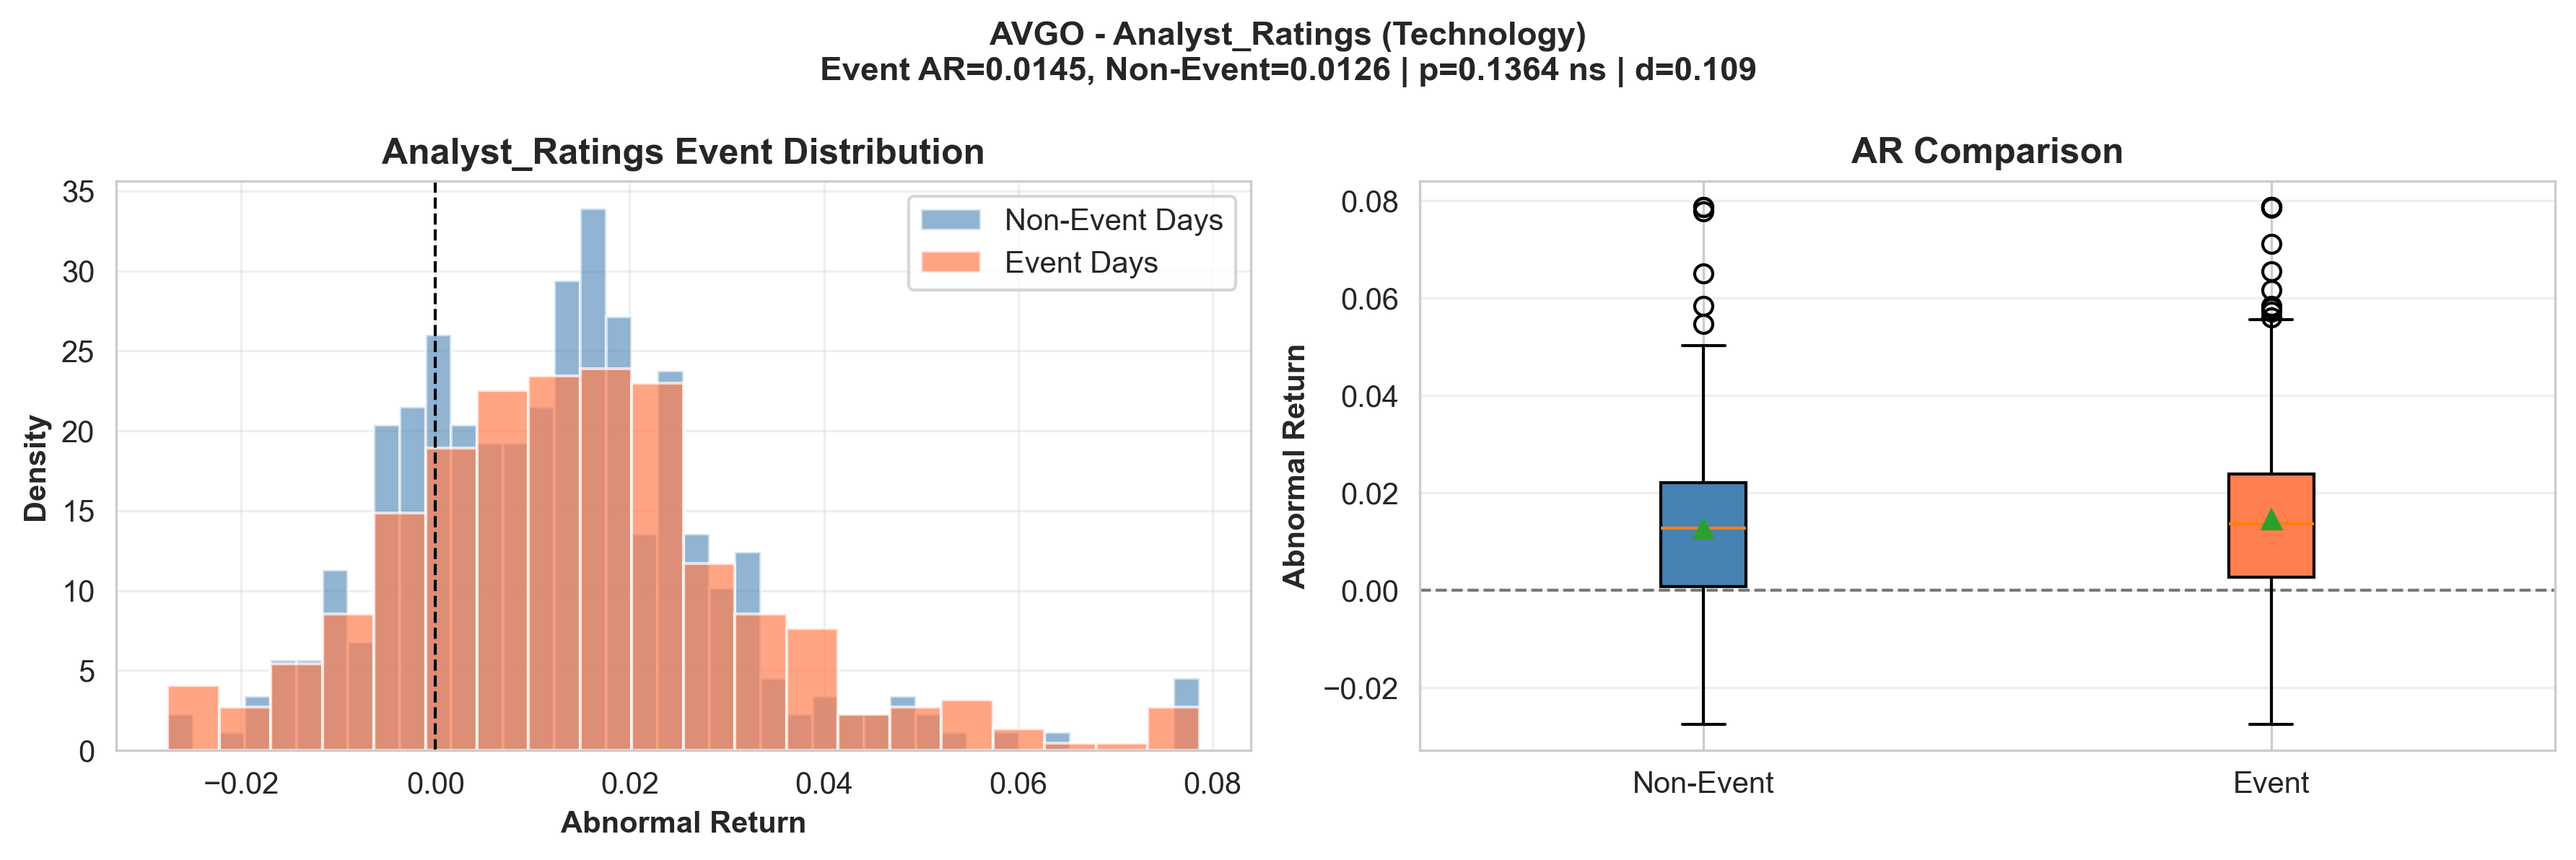 AVGO - Analyst_Ratings (Technology)
Event AR=0.0145, Non-Event=0.0126 | p=0.1364 ns | d=0.109
Analyst_Ratings Event Distribution
35
30
25
20
15
10
5
0
Density
Non-Event Days
Event Days
−0.02
0.00
0.02
0.04
0.06
0.08
Abnormal Return
AR Comparison
0.08
0.06
0.04
0.02
0.00
−0.02
Abnormal Return
Non-Event
Event